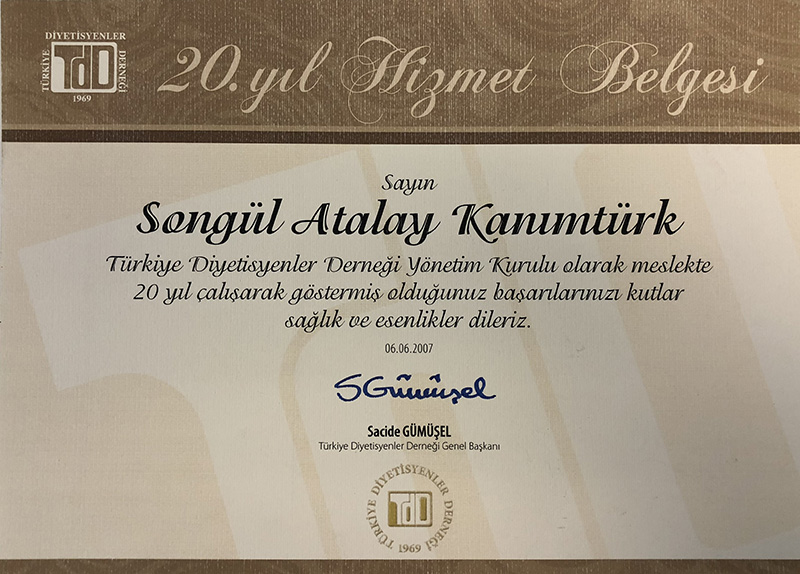 TÜRKİYE DİYETİSYENLER DERNEĞİ
TDD
1969
20.yıl Hizmet Belgesi
Sayın
Songül Atalay Kanımtürk
Türkiye Diyetisyenler Derneği Yönetim Kurulu olarak meslekte
20 yıl çalışarak göstermiş olduğunuz başarılarınızı kutlar
sağlık ve esenlikler dileriz.
06.06.2007
SGümüşel
Sacide GÜMÜŞEL
Türkiye Diyetisyenler Derneği Genel Başkanı
TÜRKİYE DİYETİSYENLER DERNEĞİ
TDD
1969